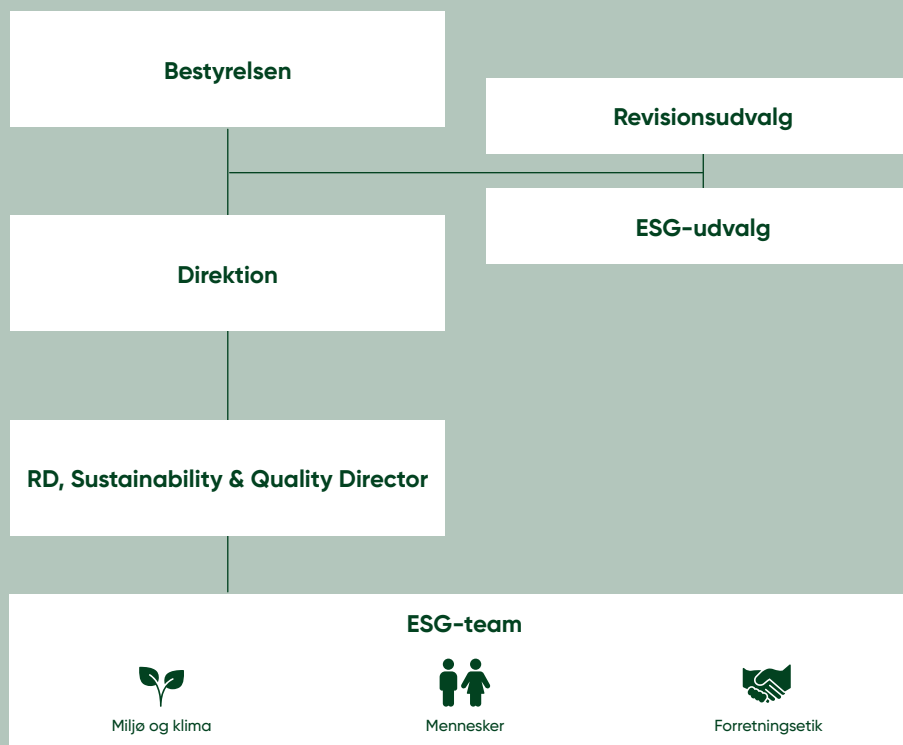 Bestyrelsen
Revisionsudvalg
ESG-udvalg
Direktion
RD, Sustainability & Quality Director
ESG-team
Miljø og klima
Mennesker
Forretningsetik